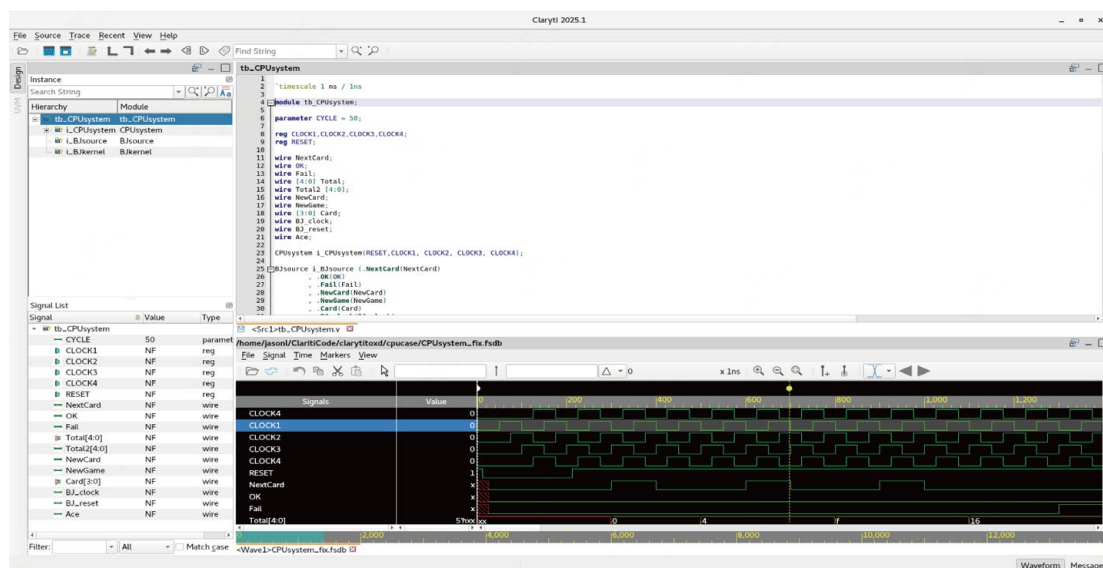 Claryti 2025.1
File Source Trace Recent View Help
Find String
Design
UVM
Instance
Search String
Hierarchy Module
tb_CPUsystem tb_CPUsystem
i_CPUsystem CPUsystem
i_BJsource BJsource
i_BJkernel BJkernel
Signal List
Signal Value Type
tb_CPUsystem
CYCLE 50 paramet
CLOCK1 NF reg
CLOCK2 NF reg
CLOCK3 NF reg
CLOCK4 NF reg
RESET NF reg
NextCard NF wire
OK NF wire
Fail NF wire
Total[4:0] NF wire
Total2[4:0] NF wire
NewCard NF wire
NewGame NF wire
Card[3:0] NF wire
BJ_clock NF wire
BJ_reset NF wire
Ace NF wire
Filter: All Match case
tb_CPUsystem
1
2 `timescale 1 ns / 1ns
3
4 module tb_CPUsystem;
5
6 parameter CYCLE = 50;
7
8 reg CLOCK1,CLOCK2,CLOCK3,CLOCK4;
9 reg RESET;
10
11 wire NextCard;
12 wire OK;
13 wire Fail;
14 wire [4:0] Total;
15 wire Total2 [4:0];
16 wire NewCard;
17 wire NewGame;
18 wire [3:0] Card;
19 wire BJ_clock;
20 wire BJ_reset;
21 wire Ace;
22
23 CPUsystem i_CPUsystem(RESET,CLOCK1, CLOCK2, CLOCK3, CLOCK4);
24
25 BJsource i_BJsource (.NextCard(NextCard)
26 , .OK(OK)
27 , .Fail(Fail)
28 , .NewCard(NewCard)
29 , .NewGame(NewGame)
30 , .Card(Card)
<Src1>tb_CPUsystem.v
/home/jasonl/ClaritiCode/clarytitoxd/cpucase/CPUsystem_fix.fsdb
File Signal Time Markers View
0 x 1ns
Signals Value 0 200 400 600 800 1,000 1,200
CLOCK4 0
CLOCK1 0
CLOCK2 0
CLOCK3 0
CLOCK4 0
RESET 1
NextCard x
OK x
Fail x
Total[4:0] 5'hxx xx 0 4 f 16
0 2,000 4,000 6,000 8,000 10,000 12,000
<Wave1>CPUsystem_fix.fsdb
Waveform Message